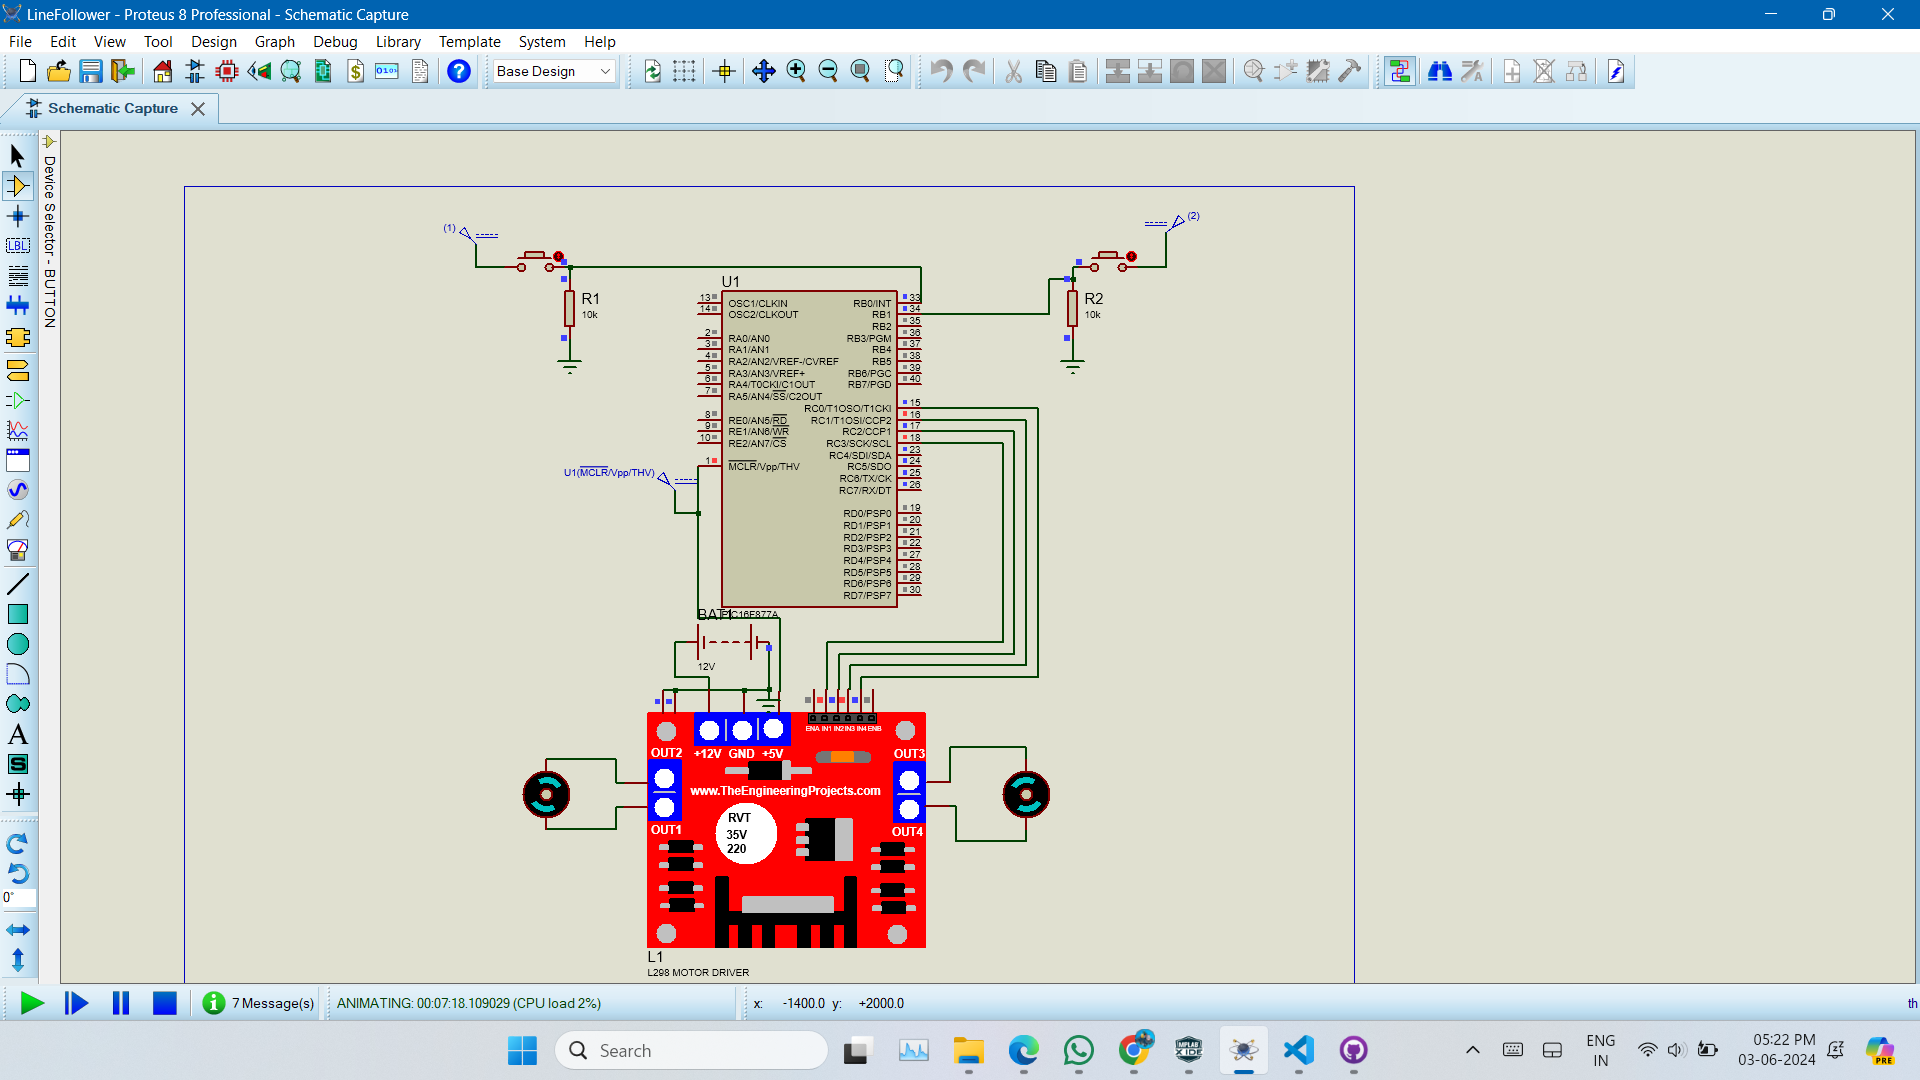 LineFollower - Proteus 8 Professional - Schematic Capture
File Edit View Tool Design Graph Debug Library Template System Help
Base Design
Schematic Capture
Device Selector - BUTTON
LBL
(1)
(2)
R1
10k
R2
10k
U1
13 OSC1/CLKIN
14 OSC2/CLKOUT
2 RA0/AN0
3 RA1/AN1
4 RA2/AN2/VREF-/CVREF
5 RA3/AN3/VREF+
6 RA4/T0CKI/C1OUT
7 RA5/AN4/SS/C2OUT
8 RE0/AN5/RD
9 RE1/AN6/WR
10 RE2/AN7/CS
1 MCLR/Vpp/THV
RB0/INT 33
RB1 34
RB2 35
RB3/PGM 36
RB4 37
RB5 38
RB6/PGC 39
RB7/PGD 40
RC0/T1OSO/T1CKI 15
RC1/T1OSI/CCP2 16
RC2/CCP1 17
RC3/SCK/SCL 18
RC4/SDI/SDA 23
RC5/SDO 24
RC6/TX/CK 25
RC7/RX/DT 26
RD0/PSP0 19
RD1/PSP1 20
RD2/PSP2 21
RD3/PSP3 22
RD4/PSP4 27
RD5/PSP5 28
RD6/PSP6 29
RD7/PSP7 30
U1(MCLR/Vpp/THV)
PIC16F877A
BAT1
12V
ENA IN1 IN2 IN3 IN4 ENB
OUT2 +12V GND +5V OUT3
www.TheEngineeringProjects.com
RVT
35V
220
OUT1
OUT4
L1
L298 MOTOR DRIVER
A
S
0°
7 Message(s)
ANIMATING: 00:07:18.109029 (CPU load 2%)
x: -1400.0 y: +2000.0
th
Search
MPLAB
X IDE
ENG
IN
05:22 PM
03-06-2024
PRE